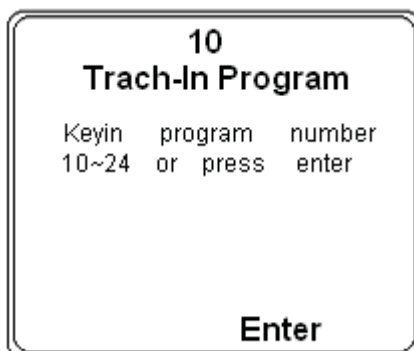 10
Trach-In Program
Keyin program number
10~24 or press enter
Enter